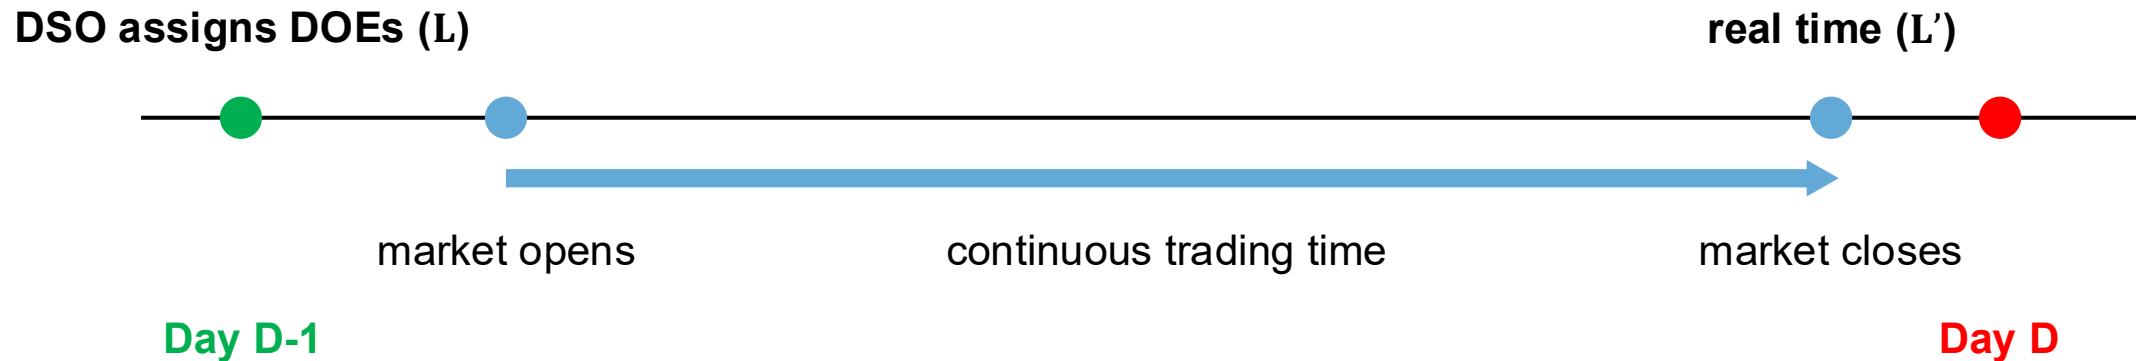 DSO assigns DOEs (L)
real time (L’)
market opens
continuous trading time
market closes
Day D-1
Day D